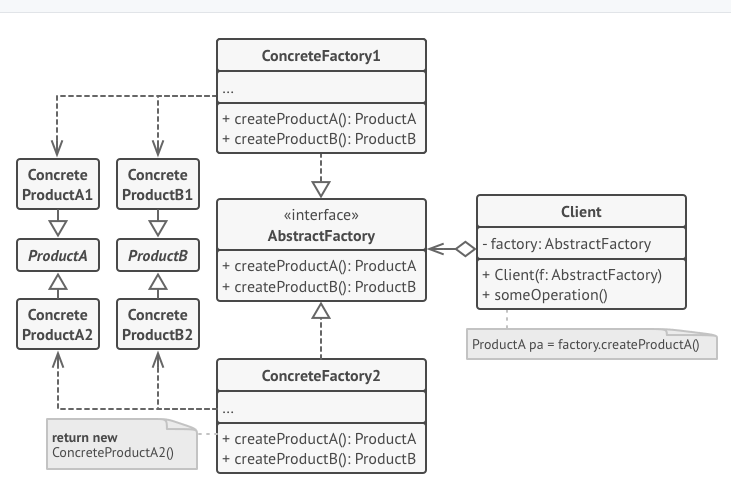 ConcreteFactory1
...
+ createProductA(): ProductA
+ createProductB(): ProductB
Concrete
ProductA1
Concrete
ProductB1
ProductA
ProductB
Concrete
ProductA2
Concrete
ProductB2
«interface»
AbstractFactory
+ createProductA(): ProductA
+ createProductB(): ProductB
Client
- factory: AbstractFactory
+ Client(f: AbstractFactory)
+ someOperation()
ProductA pa = factory.createProductA()
ConcreteFactory2
...
+ createProductA(): ProductA
+ createProductB(): ProductB
return new
ConcreteProductA2()